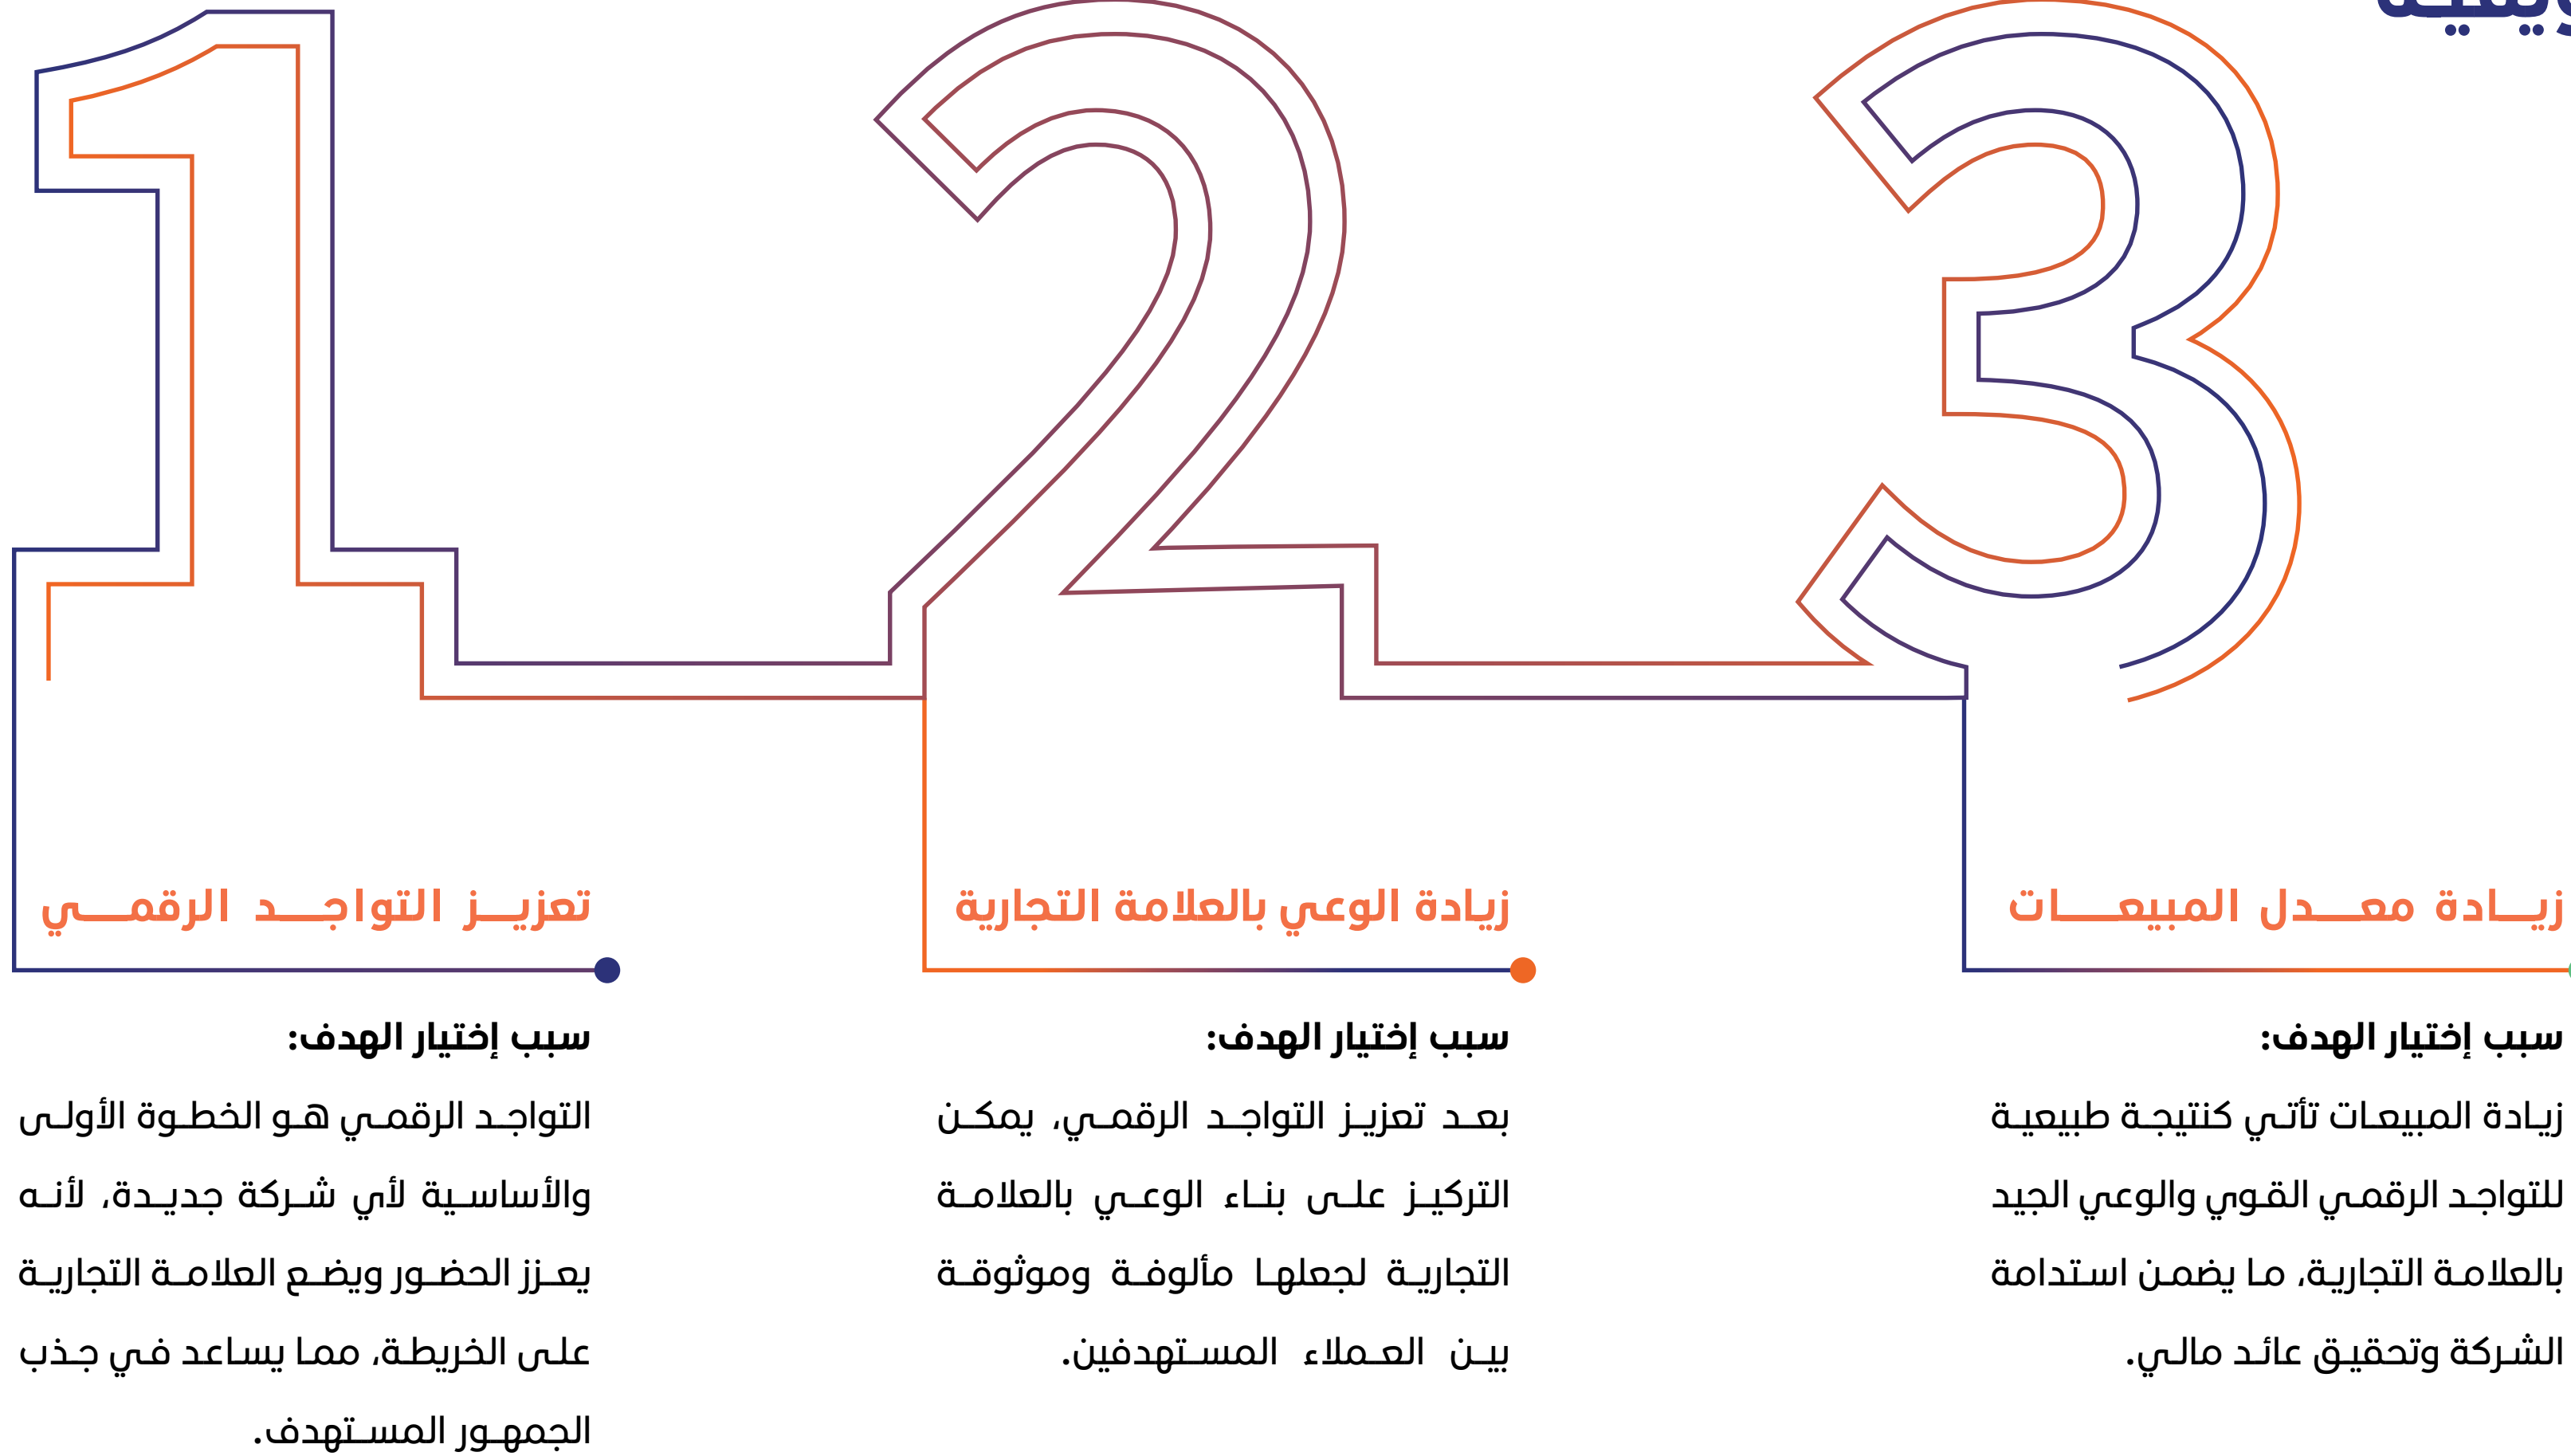 1
تعزيز التواجد الرقمي
سبب إختيار الهدف:
التواجد الرقمي هو الخطوة الأولى
والأساسية لأي شركة جديدة، لأنه
يعزز الحضور ويضع العلامة التجارية
على الخريطة، مما يساعد في جذب
الجمهور المستهدف.
2
زيادة الوعي بالعلامة التجارية
سبب إختيار الهدف:
بعد تعزيز التواجد الرقمي، يمكن
التركيز على بناء الوعي بالعلامة
التجارية لجعلها مألوفة وموثوقة
بين العملاء المستهدفين.
3
زيادة معدل المبيعات
سبب إختيار الهدف:
زيادة المبيعات تأتي كنتيجة طبيعية
للتواجد الرقمي القوي والوعي الجيد
بالعلامة التجارية، ما يضمن استدامة
الشركة وتحقيق عائد مالي.